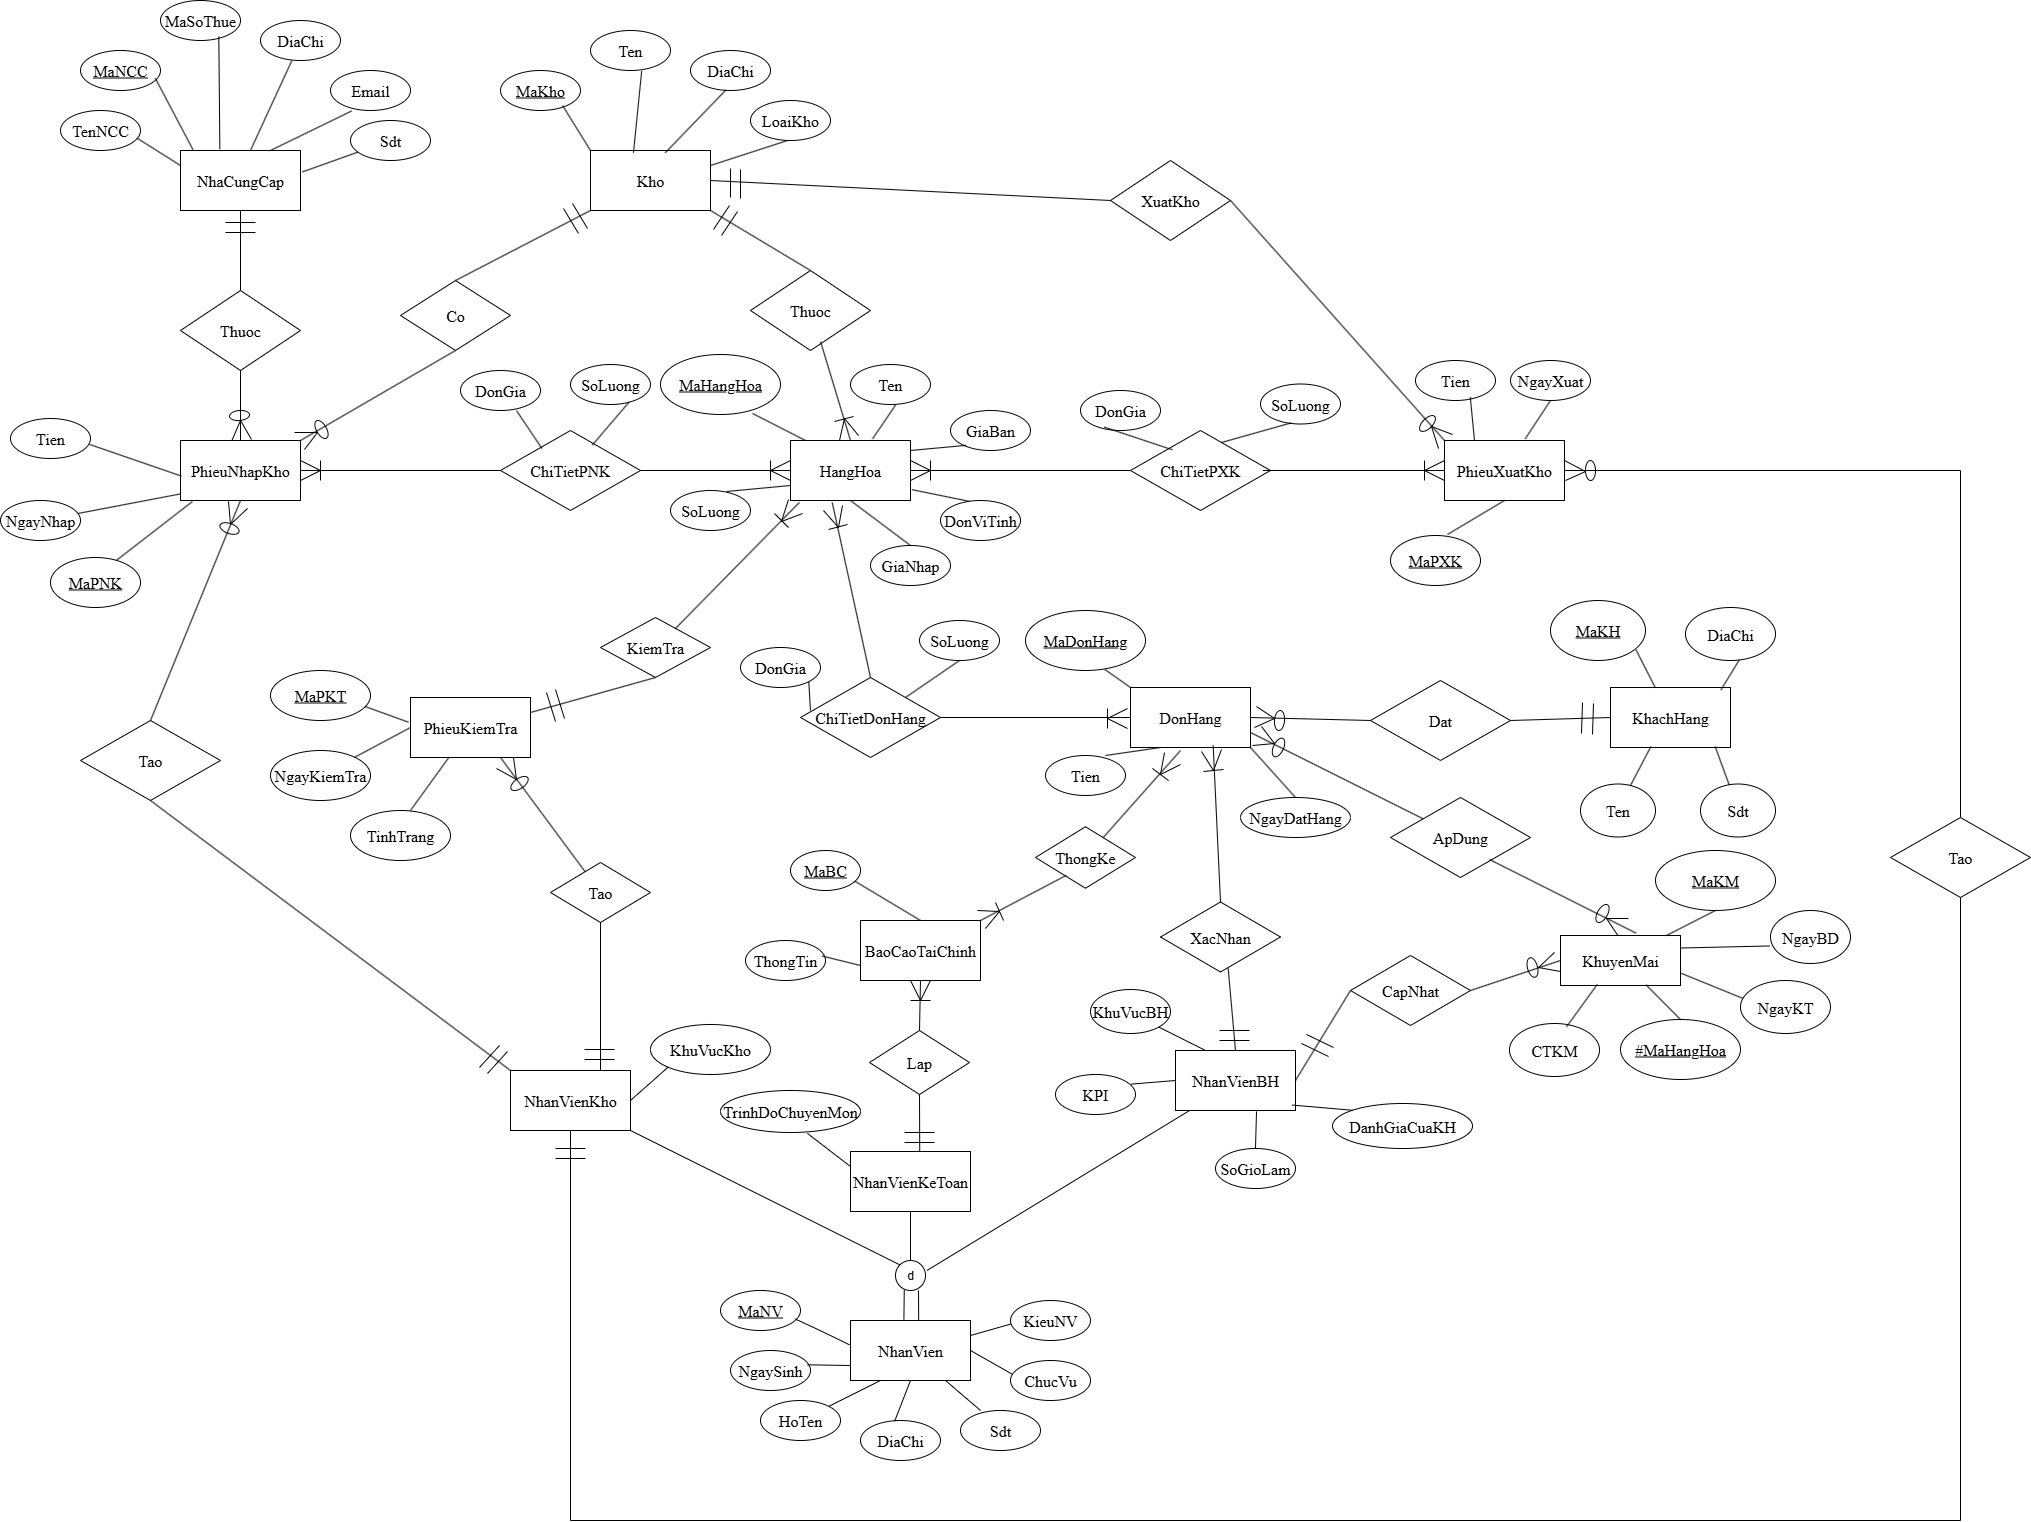 MaSoThue
DiaChi
MaNCC
Email
TenNCC
Sdt
NhaCungCap
Ten
DiaChi
MaKho
LoaiKho
Kho
XuatKho
Thuoc
Co
Thuoc
DonGia
SoLuong
MaHangHoa
Ten
GiaBan
DonGia
SoLuong
Tien
NgayXuat
Tien
PhieuNhapKho
ChiTietPNK
HangHoa
ChiTietPXK
PhieuXuatKho
NgayNhap
SoLuong
DonViTinh
MaPNK
GiaNhap
MaPXK
KiemTra
DonGia
SoLuong
MaDonHang
MaKH
DiaChi
MaPKT
PhieuKiemTra
ChiTietDonHang
DonHang
Dat
KhachHang
Tao
NgayKiemTra
Tien
NgayDatHang
Ten
Sdt
TinhTrang
ThongKe
ApDung
Tao
Tao
MaBC
MaKM
XacNhan
BaoCaoTaiChinh
ThongTin
KhuyenMai
NgayBD
CapNhat
NgayKT
KhuVucBH
CTKM
#MaHangHoa
KhuVucKho
Lap
NhanVienKho
TrinhDoChuyenMon
KPI
NhanVienBH
DanhGiaCuaKH
SoGioLam
NhanVienKeToan
d
MaNV
KieuNV
NhanVien
NgaySinh
ChucVu
HoTen
DiaChi
Sdt